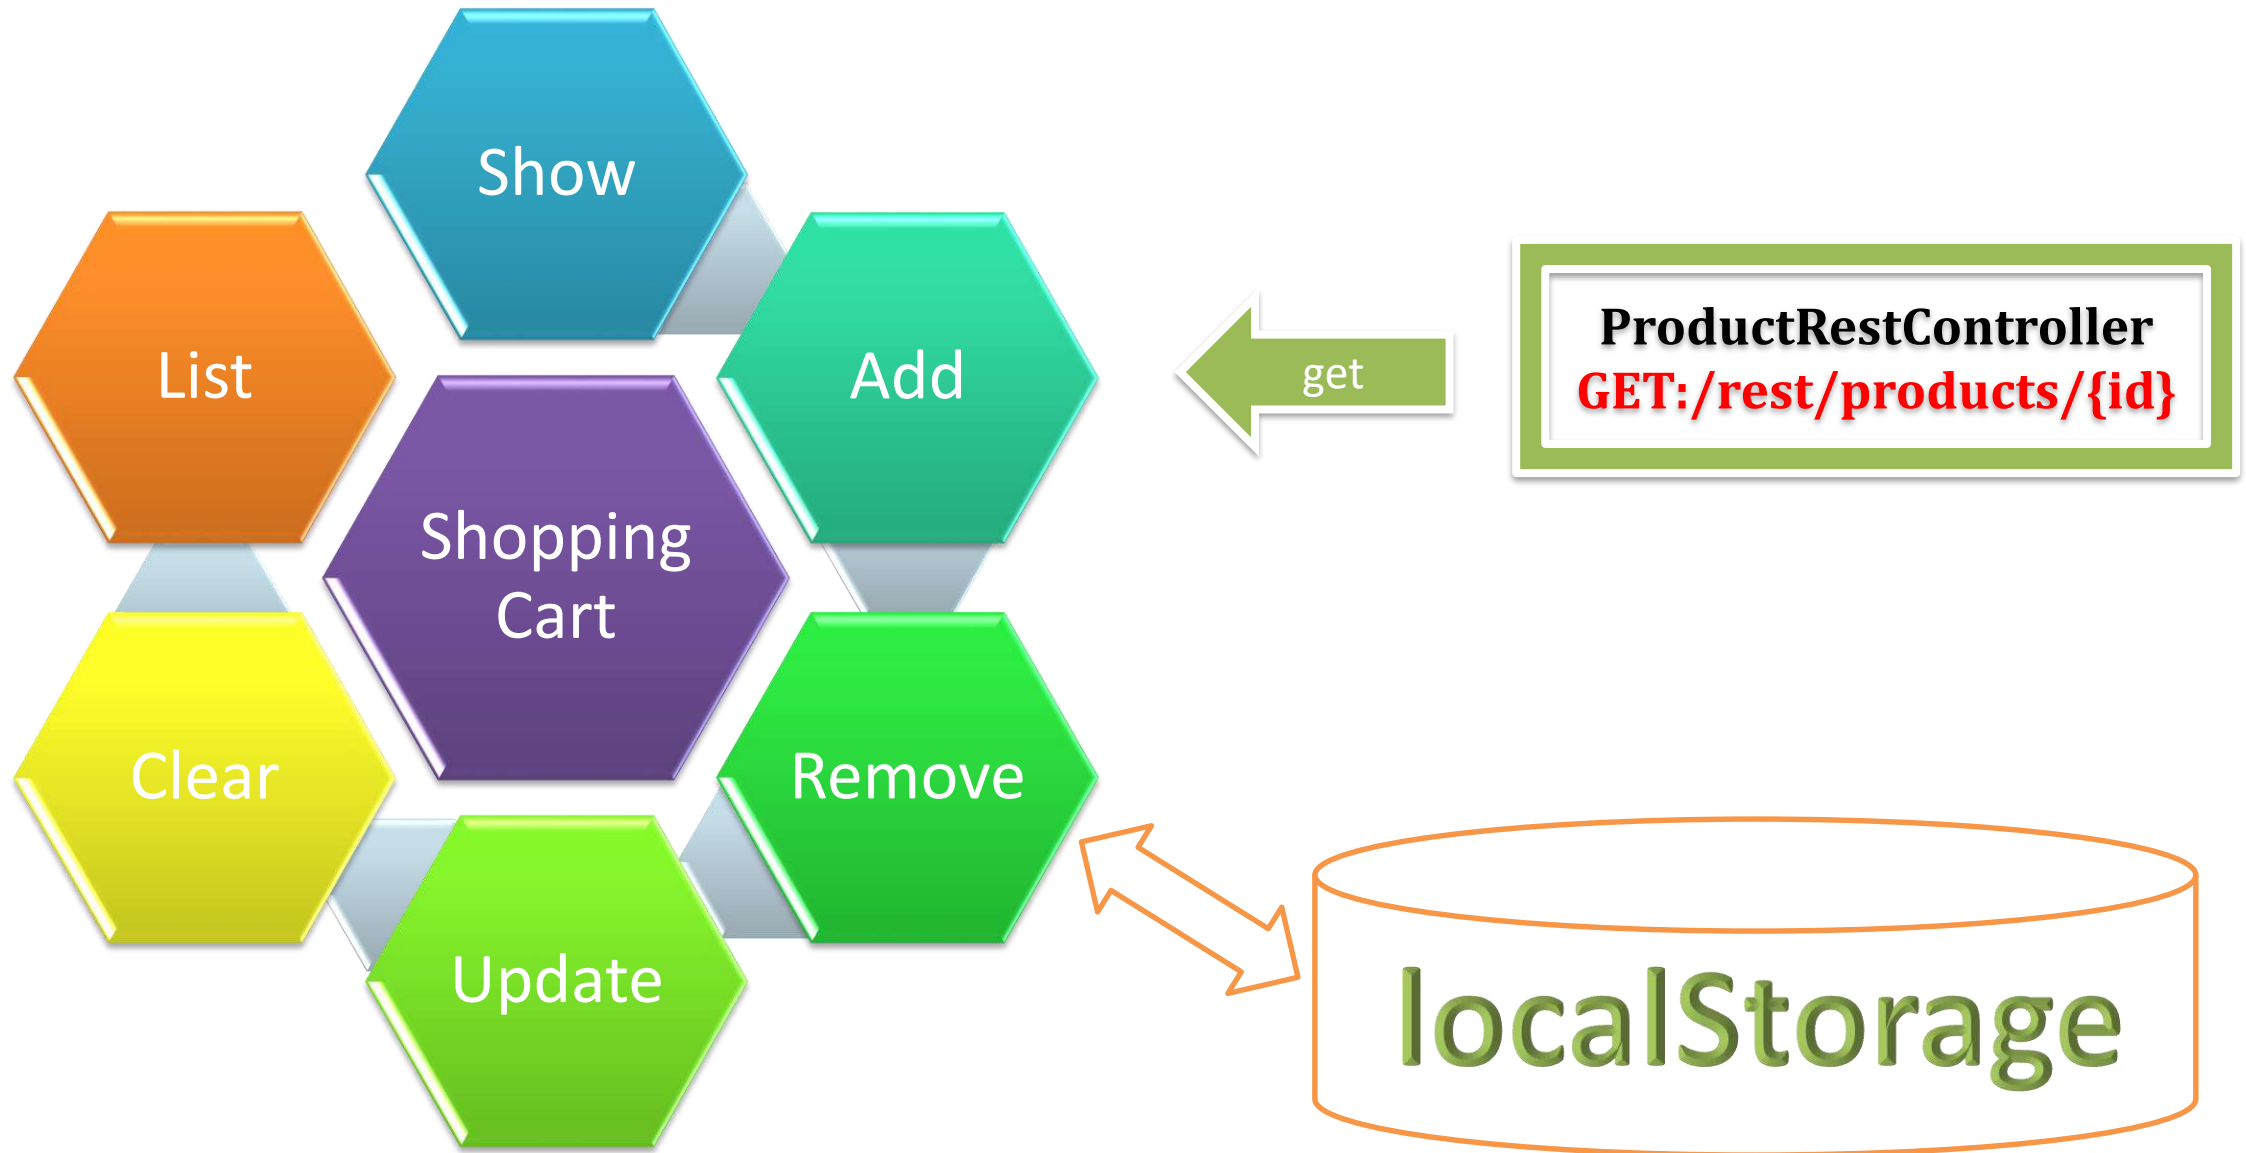 Show
List
Add
get
ProductRestController
GET:/rest/products/{id}
Shopping
Cart
Clear
Remove
Update
localStorage